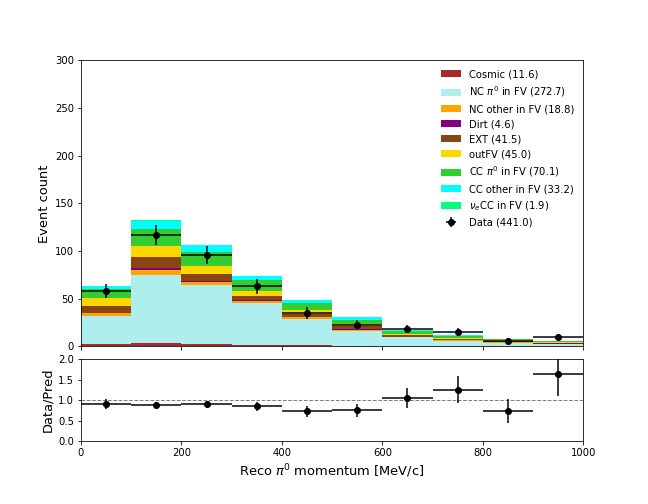 300
250
200
150
100
50
0
Event count
Cosmic (11.6)
NC π⁰ in FV (272.7)
NC other in FV (18.8)
Dirt (4.6)
EXT (41.5)
outFV (45.0)
CC π⁰ in FV (70.1)
CC other in FV (33.2)
νₑCC in FV (1.9)
Data (441.0)
2.0
1.5
1.0
0.5
0.0
Data/Pred
0 200 400 600 800 1000
Reco π⁰ momentum [MeV/c]